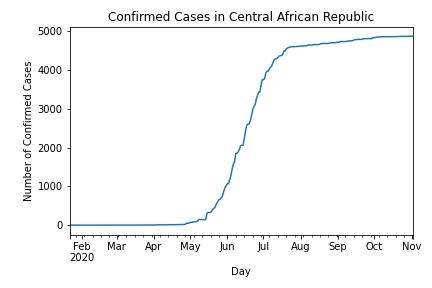 Confirmed Cases in Central African Republic
Number of Confirmed Cases
5000
4000
3000
2000
1000
0
Feb Mar Apr May Jun Jul Aug Sep Oct Nov
2020
Day